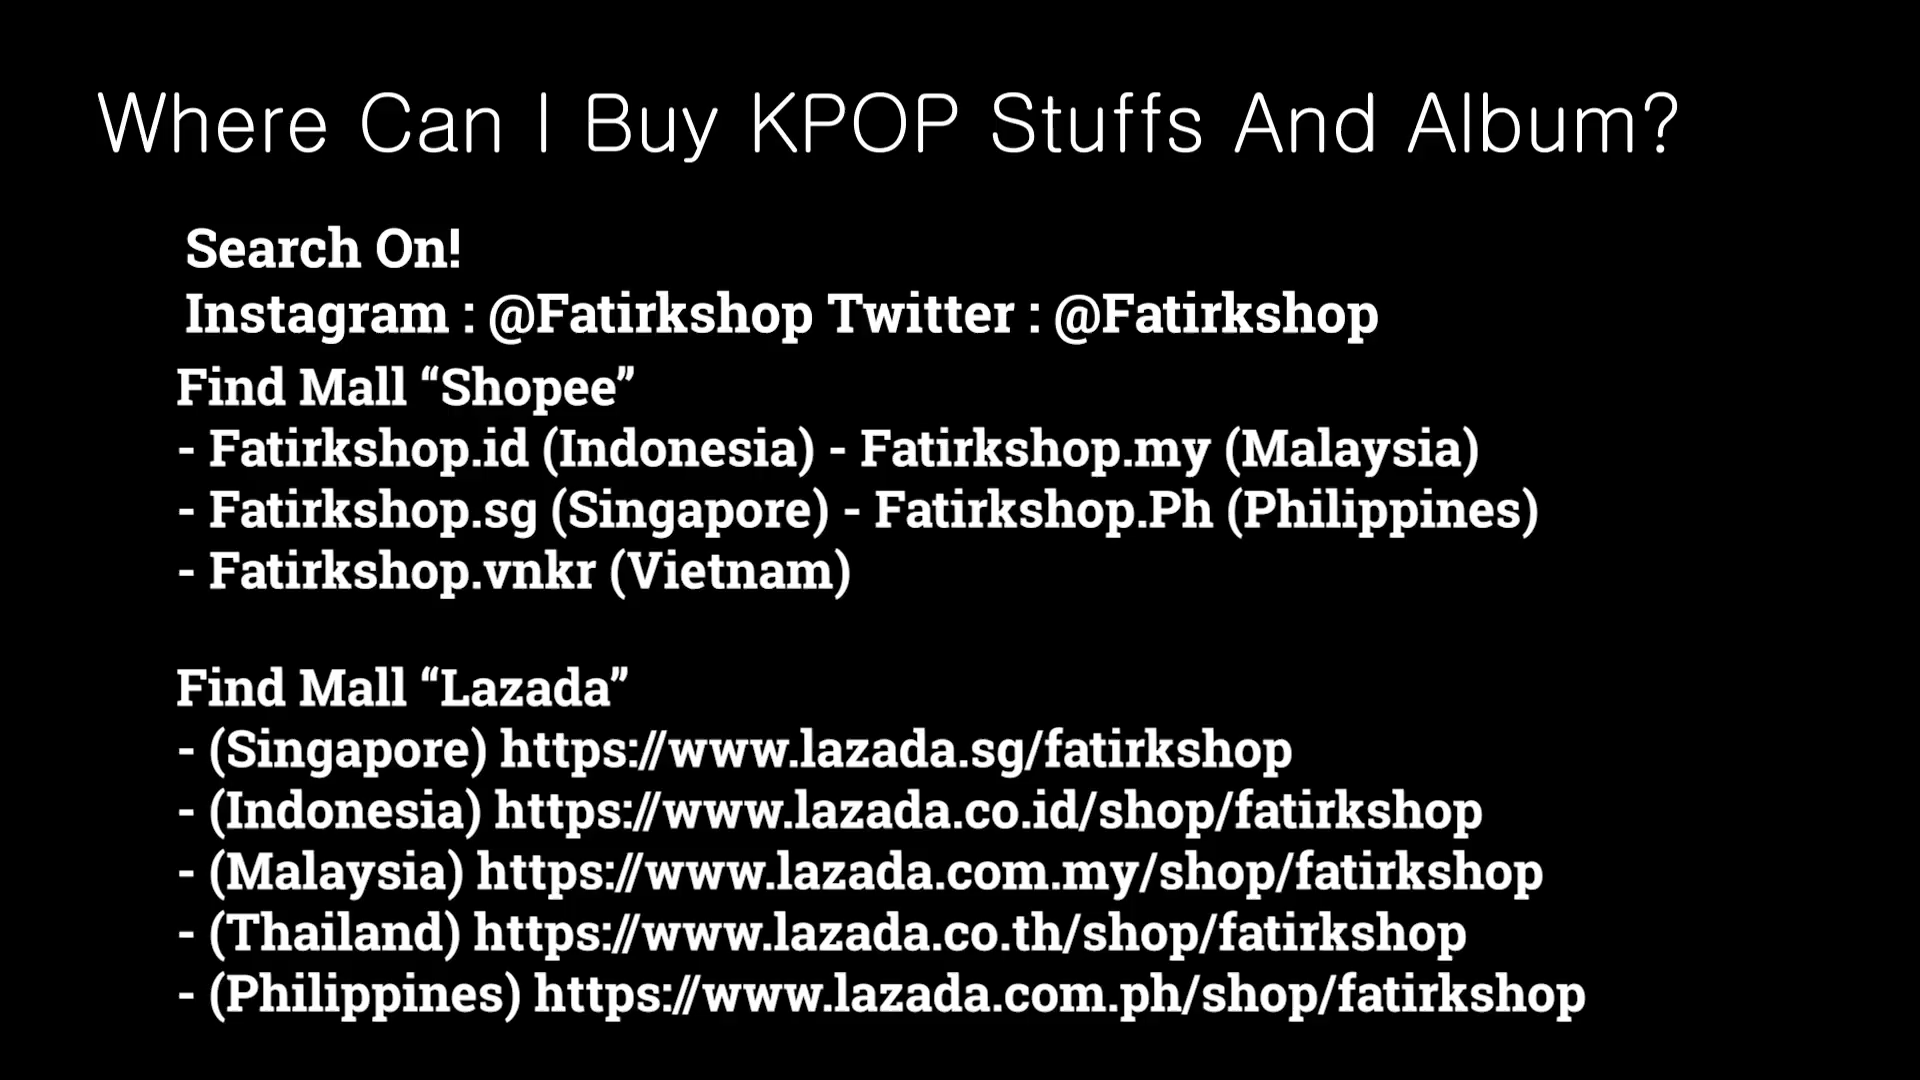 Where Can I Buy KPOP Stuffs And Album?
Search On!
Instagram : @Fatirkshop Twitter : @Fatirkshop
Find Mall “Shopee”
- Fatirkshop.id (Indonesia) - Fatirkshop.my (Malaysia)
- Fatirkshop.sg (Singapore) - Fatirkshop.Ph (Philippines)
- Fatirkshop.vnkr (Vietnam)
Find Mall “Lazada”
- (Singapore) https://www.lazada.sg/fatirkshop
- (Indonesia) https://www.lazada.co.id/shop/fatirkshop
- (Malaysia) https://www.lazada.com.my/shop/fatirkshop
- (Thailand) https://www.lazada.co.th/shop/fatirkshop
- (Philippines) https://www.lazada.com.ph/shop/fatirkshop